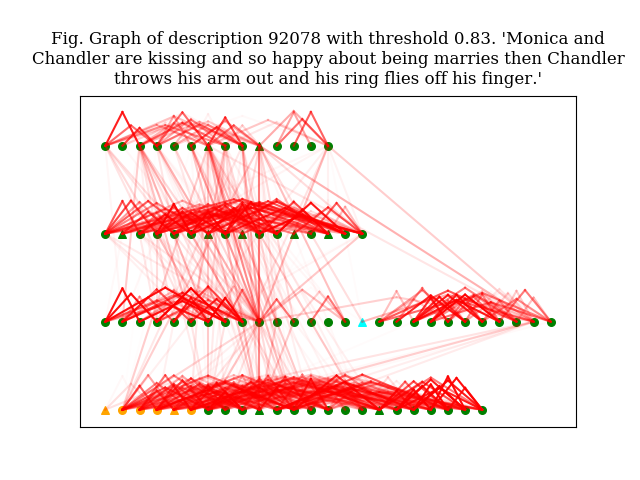 Fig. Graph of description 92078 with threshold 0.83. 'Monica and
Chandler are kissing and so happy about being marries then Chandler
throws his arm out and his ring flies off his finger.'